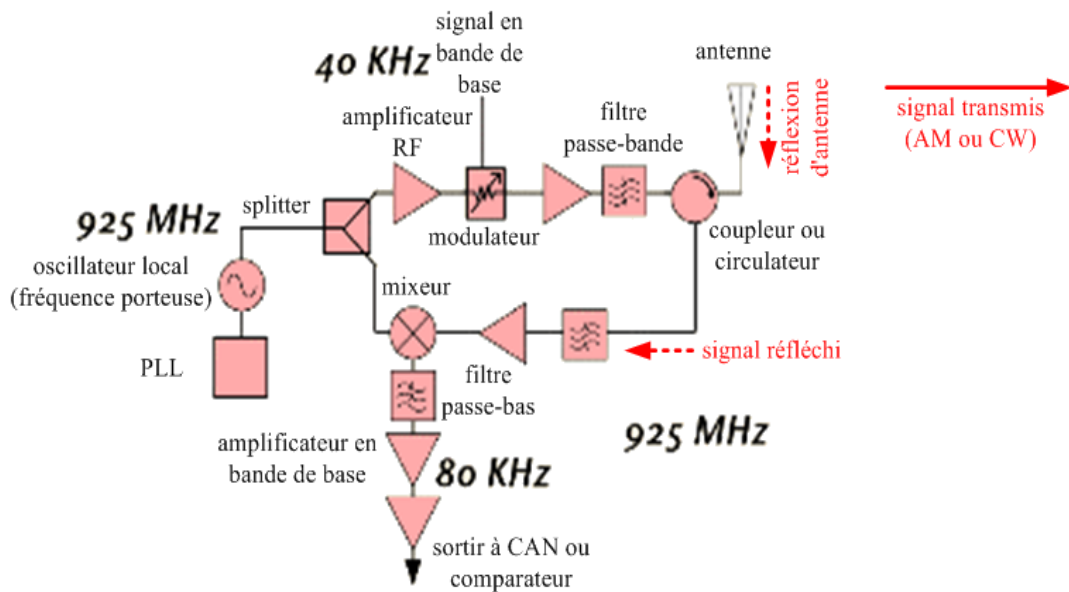 signal en
bande de
base
40 KHz
antenne
réflexion
d'antenne
signal transmis
(AM ou CW)
amplificateur
RF
filtre
passe-bande
splitter
925 MHz
modulateur
coupleur ou
circulateur
oscillateur local
(fréquence porteuse)
mixeur
PLL
signal réfléchi
filtre
passe-bas
925 MHz
amplificateur en
bande de base
80 KHz
sortir à CAN ou
comparateur